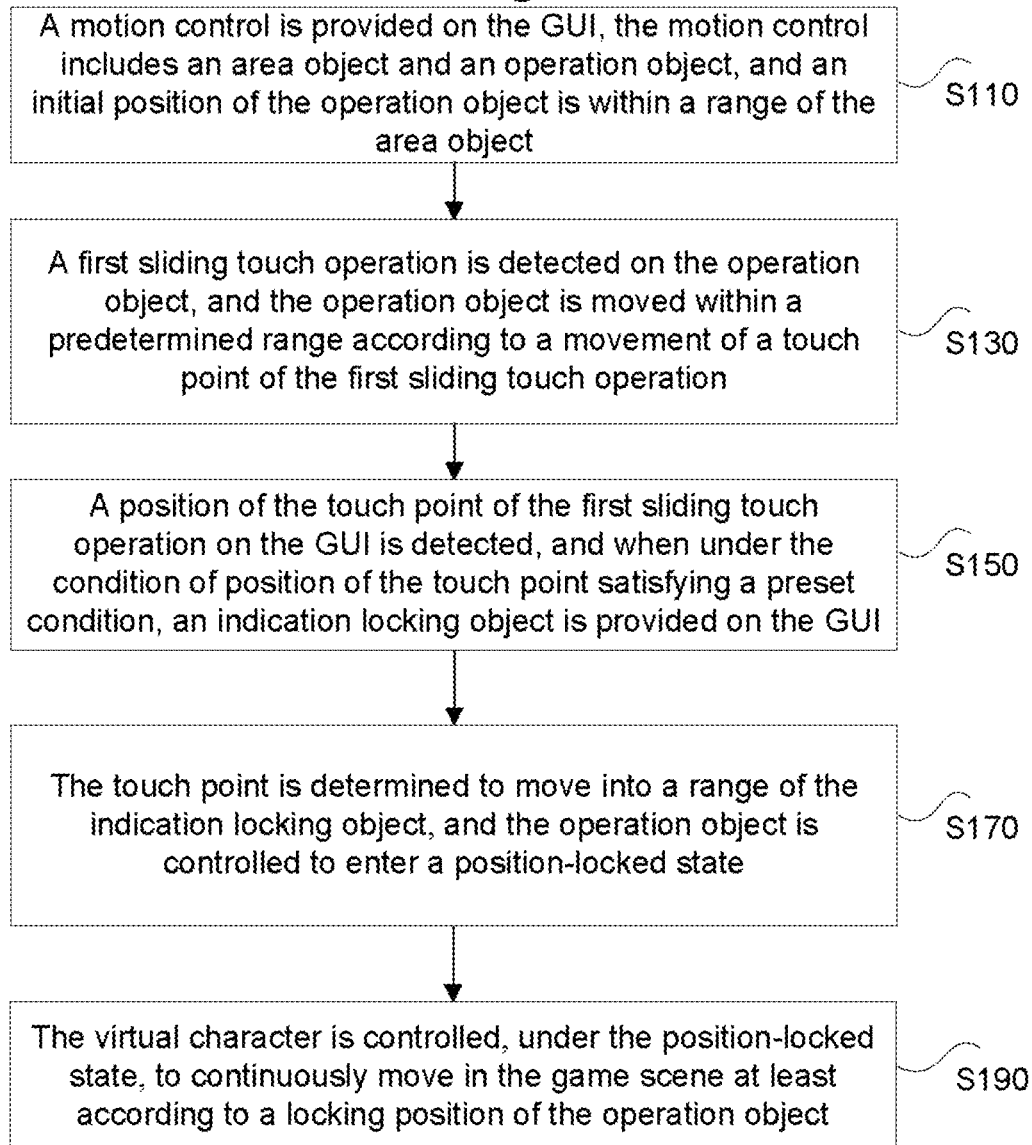 A motion control is provided on the GUI, the motion control
includes an area object and an operation object, and an
initial position of the operation object is within a range of the
area object
S110
A first sliding touch operation is detected on the operation
object, and the operation object is moved within a
predetermined range according to a movement of a touch
point of the first sliding touch operation
S130
A position of the touch point of the first sliding touch
operation on the GUI is detected, and when under the
condition of position of the touch point satisfying a preset
condition, an indication locking object is provided on the GUI
S150
The touch point is determined to move into a range of the
indication locking object, and the operation object is
controlled to enter a position-locked state
S170
The virtual character is controlled, under the position-locked
state, to continuously move in the game scene at least
according to a locking position of the operation object
S190